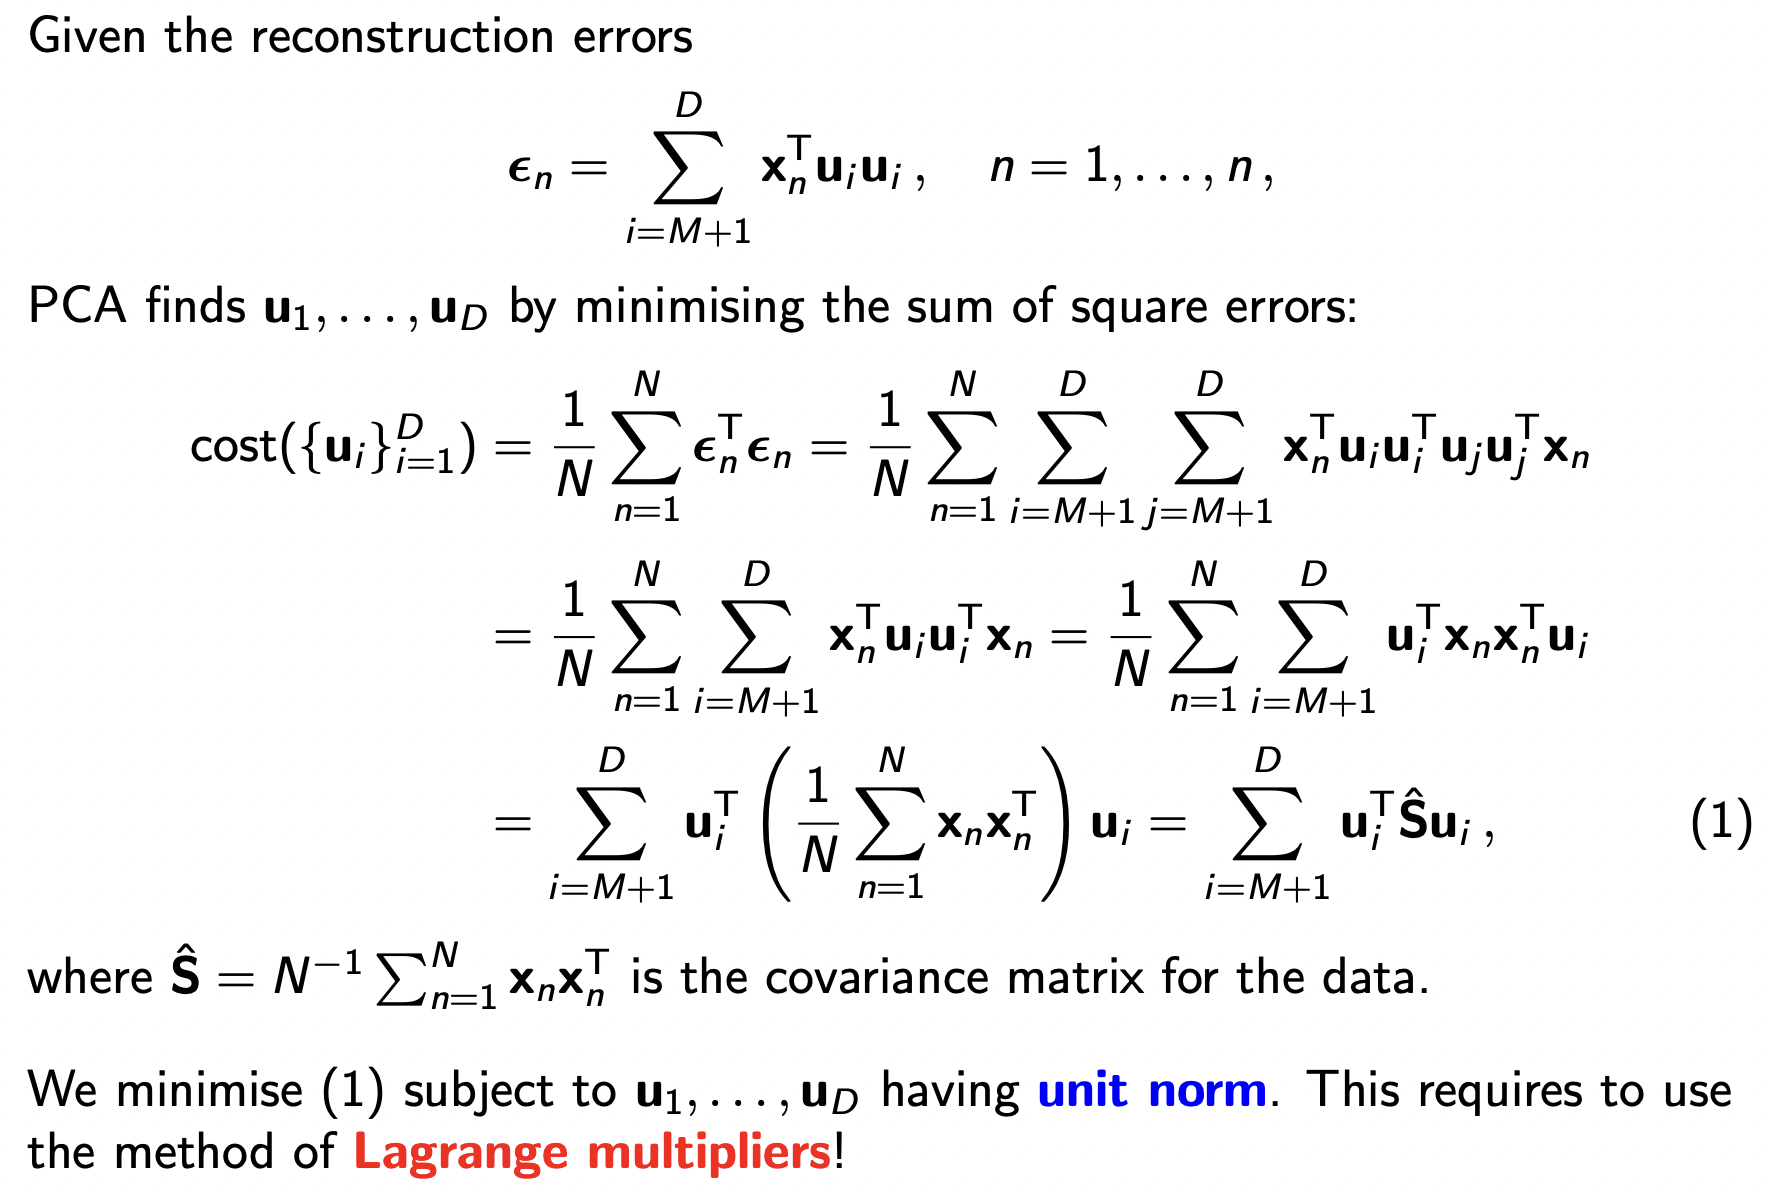 Given the reconstruction errors
$\boldsymbol{\epsilon}_n = \sum_{i=M+1}^{D} \mathbf{x}_n^{\mathsf{T}} \mathbf{u}_i \mathbf{u}_i \,, \quad n = 1, \ldots, n \,,$
PCA finds $\mathbf{u}_1, \ldots, \mathbf{u}_D$ by minimising the sum of square errors:
$\text{cost}(\{\mathbf{u}_i\}_{i=1}^{D}) = \frac{1}{N} \sum_{n=1}^{N} \boldsymbol{\epsilon}_n^{\mathsf{T}} \boldsymbol{\epsilon}_n = \frac{1}{N} \sum_{n=1}^{N} \sum_{i=M+1}^{D} \sum_{j=M+1}^{D} \mathbf{x}_n^{\mathsf{T}} \mathbf{u}_i \mathbf{u}_i^{\mathsf{T}} \mathbf{u}_j \mathbf{u}_j^{\mathsf{T}} \mathbf{x}_n$
$= \frac{1}{N} \sum_{n=1}^{N} \sum_{i=M+1}^{D} \mathbf{x}_n^{\mathsf{T}} \mathbf{u}_i \mathbf{u}_i^{\mathsf{T}} \mathbf{x}_n = \frac{1}{N} \sum_{n=1}^{N} \sum_{i=M+1}^{D} \mathbf{u}_i^{\mathsf{T}} \mathbf{x}_n \mathbf{x}_n^{\mathsf{T}} \mathbf{u}_i$
$= \sum_{i=M+1}^{D} \mathbf{u}_i^{\mathsf{T}} \left( \frac{1}{N} \sum_{n=1}^{N} \mathbf{x}_n \mathbf{x}_n^{\mathsf{T}} \right) \mathbf{u}_i = \sum_{i=M+1}^{D} \mathbf{u}_i^{\mathsf{T}} \hat{\mathbf{S}} \mathbf{u}_i \,, \quad (1)$
where $\hat{\mathbf{S}} = N^{-1} \sum_{n=1}^{N} \mathbf{x}_n \mathbf{x}_n^{\mathsf{T}}$ is the covariance matrix for the data.
We minimise (1) subject to $\mathbf{u}_1, \ldots, \mathbf{u}_D$ having unit norm. This requires to use
the method of Lagrange multipliers!